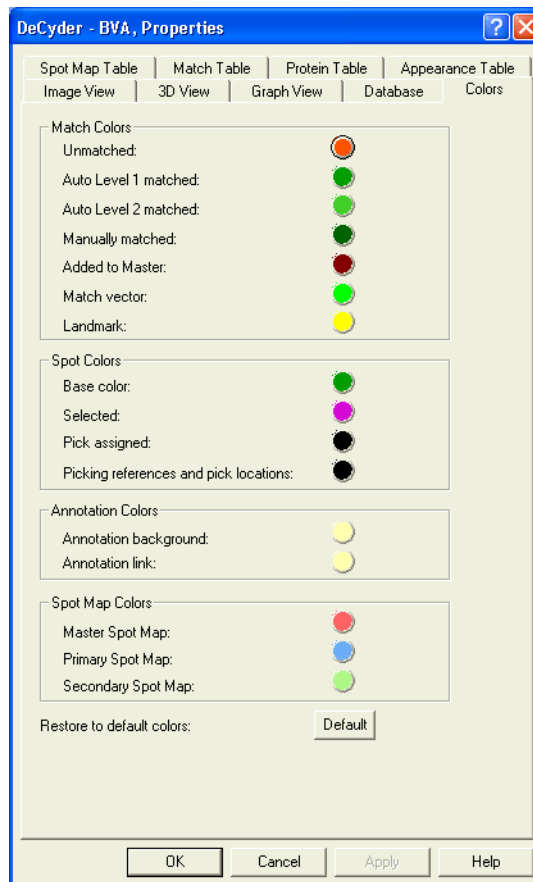 DeCyder - BVA, Properties
Spot Map Table Match Table Protein Table Appearance Table
Image View 3D View Graph View Database Colors
Match Colors
Unmatched:
Auto Level 1 matched:
Auto Level 2 matched:
Manually matched:
Added to Master:
Match vector:
Landmark:
Spot Colors
Base color:
Selected:
Pick assigned:
Picking references and pick locations:
Annotation Colors
Annotation background:
Annotation link:
Spot Map Colors
Master Spot Map:
Primary Spot Map:
Secondary Spot Map:
Restore to default colors: Default
OK Cancel Apply Help